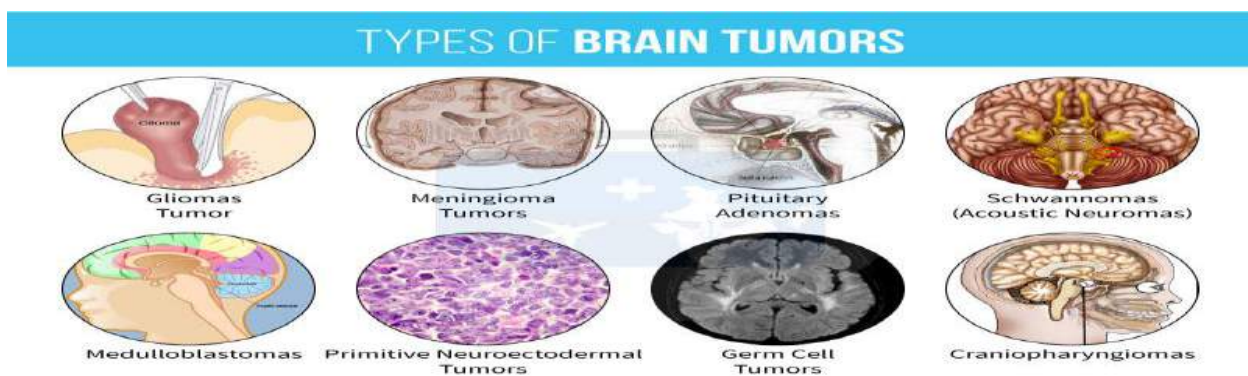 TYPES OF BRAIN TUMORS
Gliomas
Tumor
Meningioma
Tumors
Pituitary
Adenomas
Schwannomas
(Acoustic Neuromas)
Medulloblastomas
Primitive Neuroectodermal
Tumors
Germ Cell
Tumors
Craniopharyngiomas